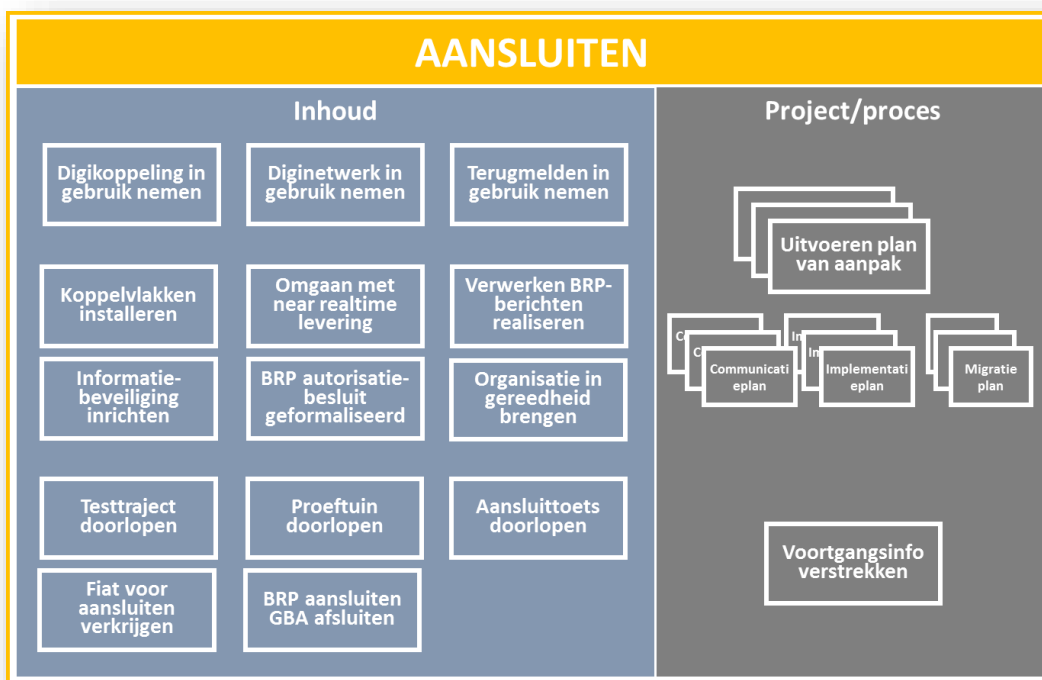 AANSLUITEN
Inhoud
Digikoppeling in
gebruik nemen
Diginetwerk in
gebruik nemen
Terugmelden in
gebruik nemen
Koppelvlakken
installeren
Omgaan met
near realtime
levering
Verwerken BRP-
berichten
realiseren
Informatie-
beveiliging
inrichten
BRP autorisatie-
besluit
geformaliseerd
Organisatie in
gereedheid
brengen
Testtraject
doorlopen
Proeftuin
doorlopen
Aansluittoets
doorlopen
Fiat voor
aansluiten
verkrijgen
BRP aansluiten
GBA afsluiten
Project/proces
Uitvoeren plan
van aanpak
Communicati
eplan
Implementati
eplan
Migratie
plan
Voortgangsinfo
verstrekken